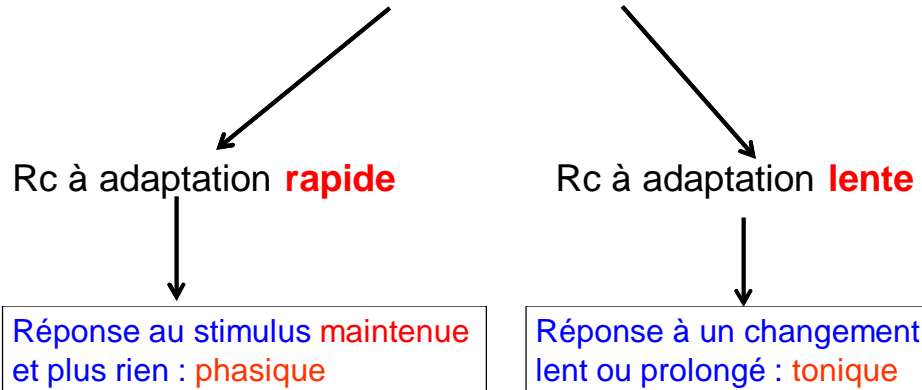 Rc à adaptation rapide
Rc à adaptation lente
Réponse au stimulus maintenue
et plus rien : phasique
Réponse à un changement
lent ou prolongé : tonique